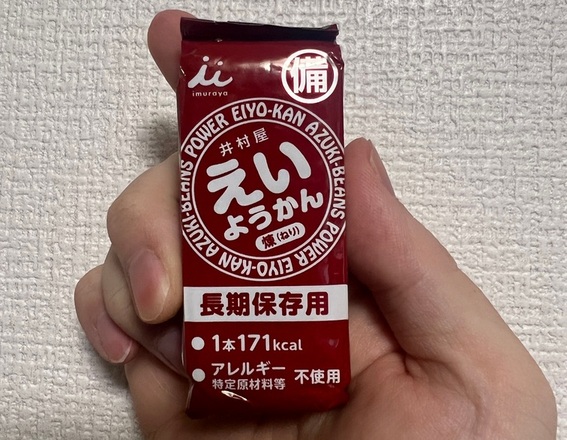 imuraya
備
AZUKI-BEANS POWER EIYO-KAN AZUKI-BEANS POWER EIYO-KAN
井村屋
えい
ようかん
煉(ねり)
長期保存用
1本171kcal
アレルギー
特定原材料等
不使用